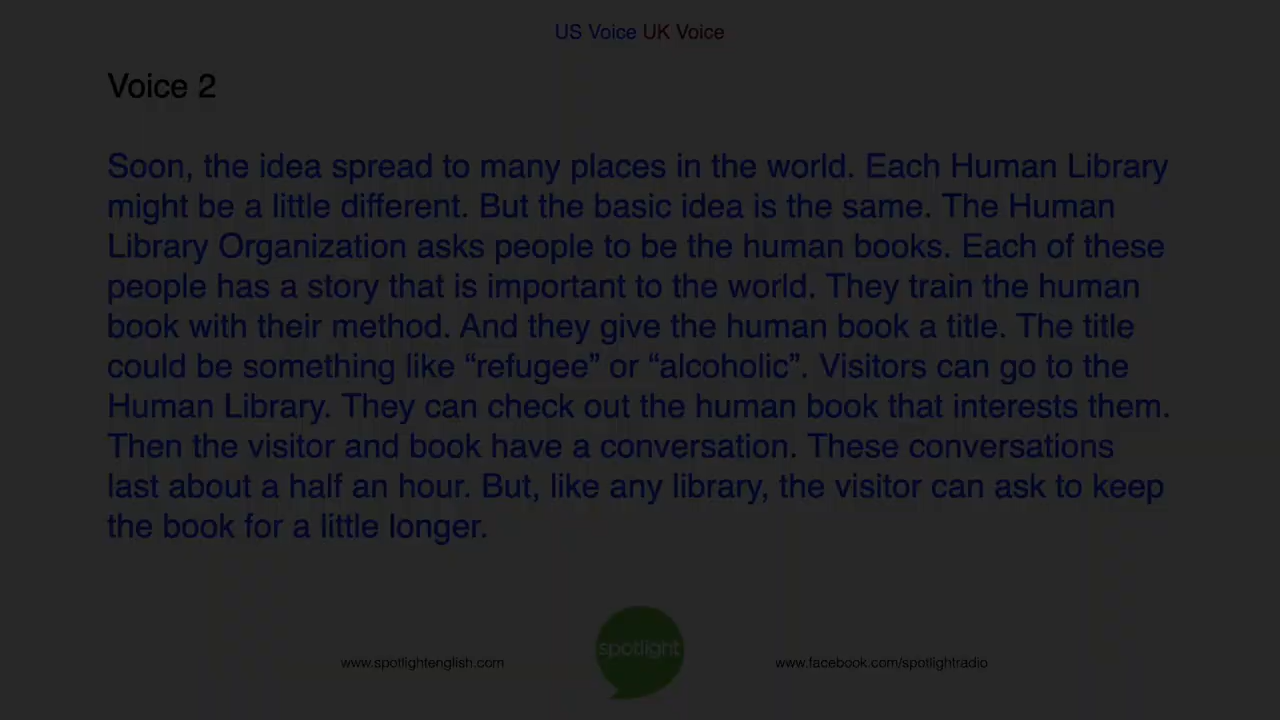 US Voice UK Voice
Voice 2
Soon, the idea spread to many places in the world. Each Human Library
might be a little different. But the basic idea is the same. The Human
Library Organization asks people to be the human books. Each of these
people has a story that is important to the world. They train the human
book with their method. And they give the human book a title. The title
could be something like “refugee” or “alcoholic”. Visitors can go to the
Human Library. They can check out the human book that interests them.
Then the visitor and book have a conversation. These conversations
last about a half an hour. But, like any library, the visitor can ask to keep
the book for a little longer.
www.spotlightenglish.com
spotlight
www.facebook.com/spotlightradio